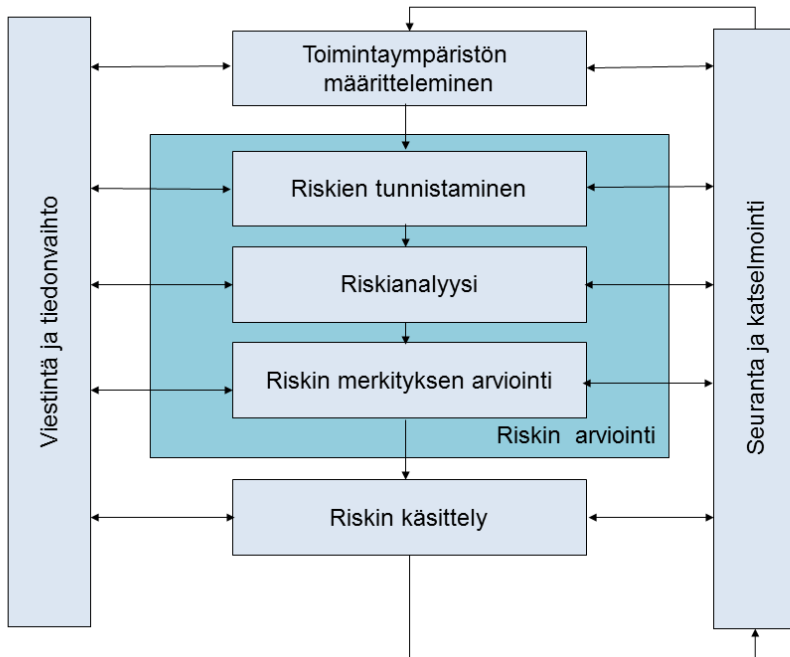 Toimintaympäristön
määritteleminen
Riskien tunnistaminen
Riskianalyysi
Riskin merkityksen arviointi
Riskin arviointi
Riskin käsittely
Viestintä ja tiedonvaihto
Seuranta ja katselmointi